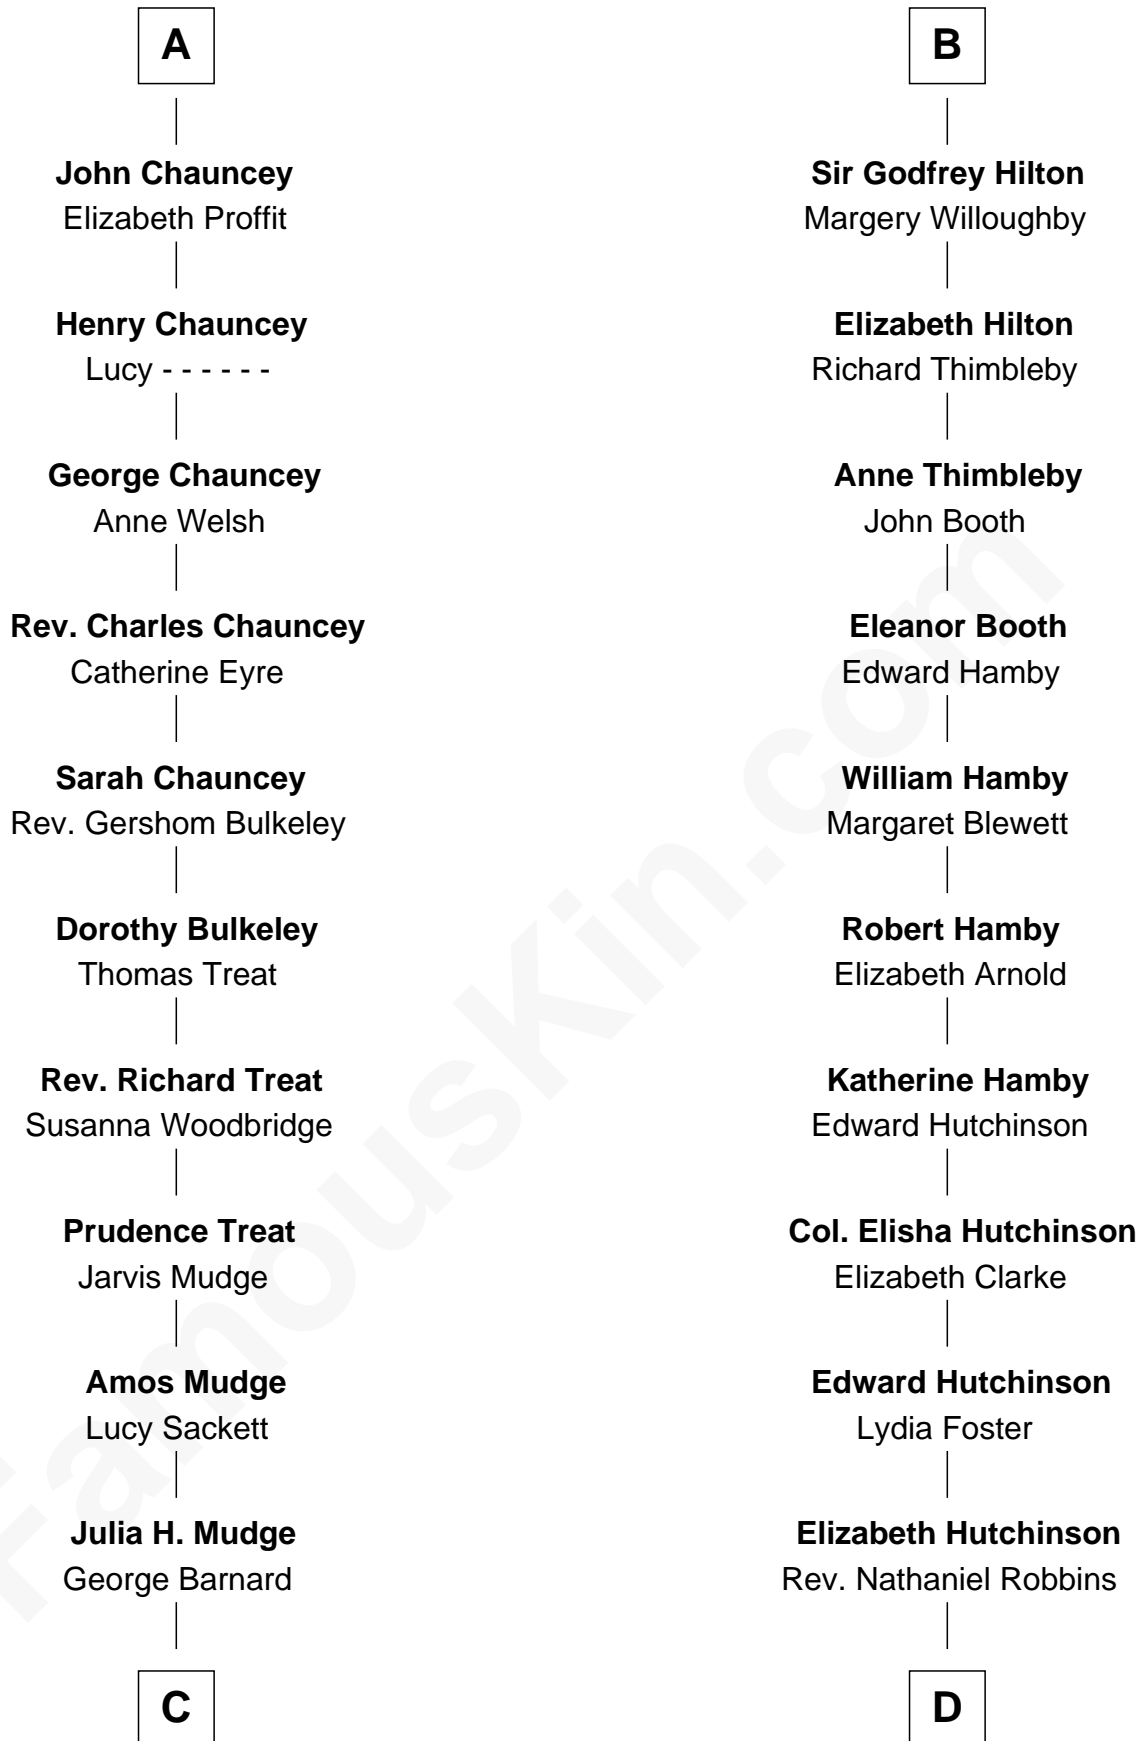 A
John Chauncey
Elizabeth Proffit
Henry Chauncey
Lucy - - - - - -
George Chauncey
Anne Welsh
Rev. Charles Chauncey
Catherine Eyre
Sarah Chauncey
Rev. Gershom Bulkeley
Dorothy Bulkeley
Thomas Treat
Rev. Richard Treat
Susanna Woodbridge
Prudence Treat
Jarvis Mudge
Amos Mudge
Lucy Sackett
Julia H. Mudge
George Barnard
C
B
Sir Godfrey Hilton
Margery Willoughby
Elizabeth Hilton
Richard Thimbleby
Anne Thimbleby
John Booth
Eleanor Booth
Edward Hamby
William Hamby
Margaret Blewett
Robert Hamby
Elizabeth Arnold
Katherine Hamby
Edward Hutchinson
Col. Elisha Hutchinson
Elizabeth Clarke
Edward Hutchinson
Lydia Foster
Elizabeth Hutchinson
Rev. Nathaniel Robbins
D
FamousKin.com